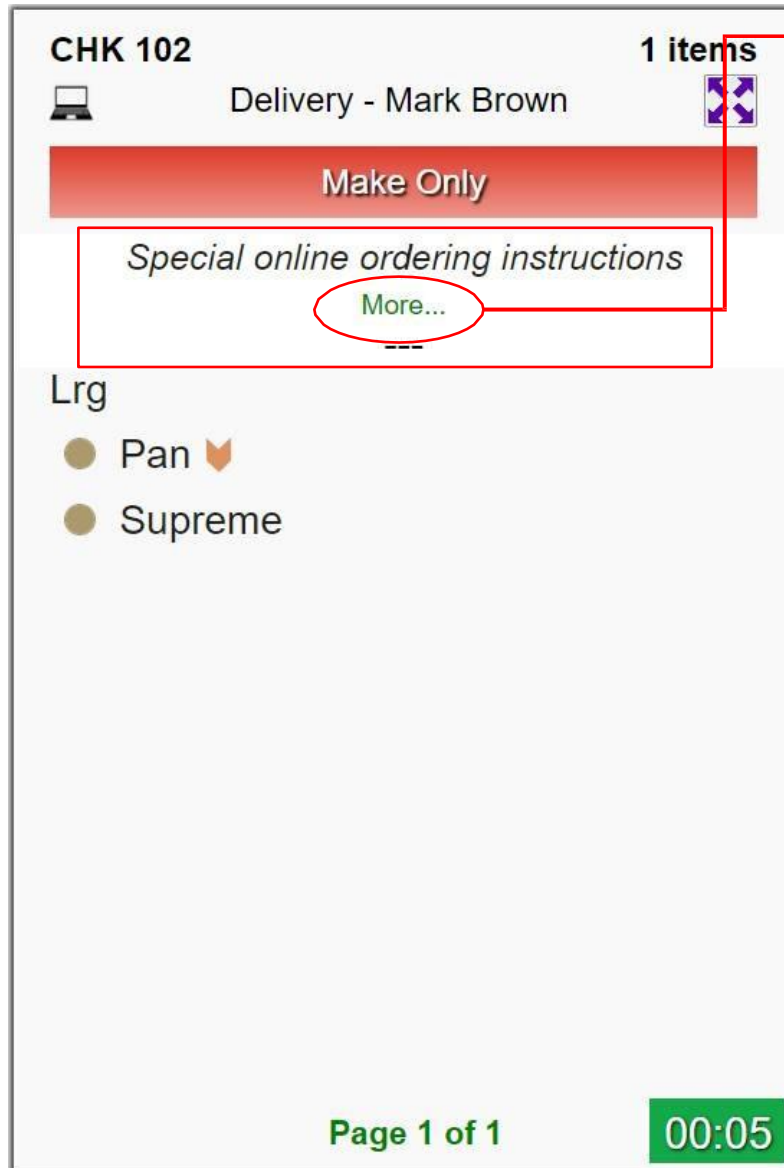 CHK 102 1 items
Delivery - Mark Brown
Make Only
Special online ordering instructions
More...
---
Lrg
Pan
Supreme
Page 1 of 1 00:05